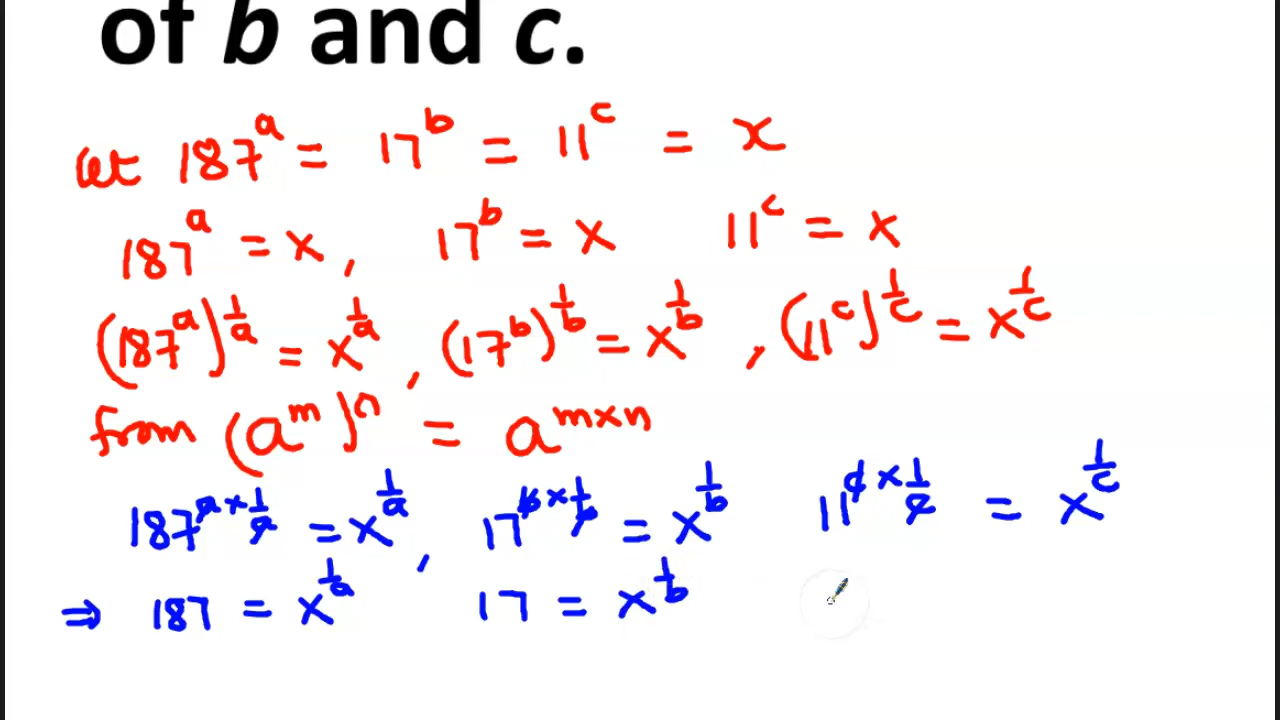 of b and c.
let 187^a = 17^b = 11^c = x
187^a = x, 17^b = x 11^c = x
(187^a)^(1/a) = x^(1/a), (17^b)^(1/b) = x^(1/b), (11^c)^(1/c) = x^(1/c)
from (a^m)^n = a^(m×n)
187^(a×1/a) = x^(1/a), 17^(b×1/b) = x^(1/b) 11^(c×1/c) = x^(1/c)
⇒ 187 = x^(1/a) 17 = x^(1/b)